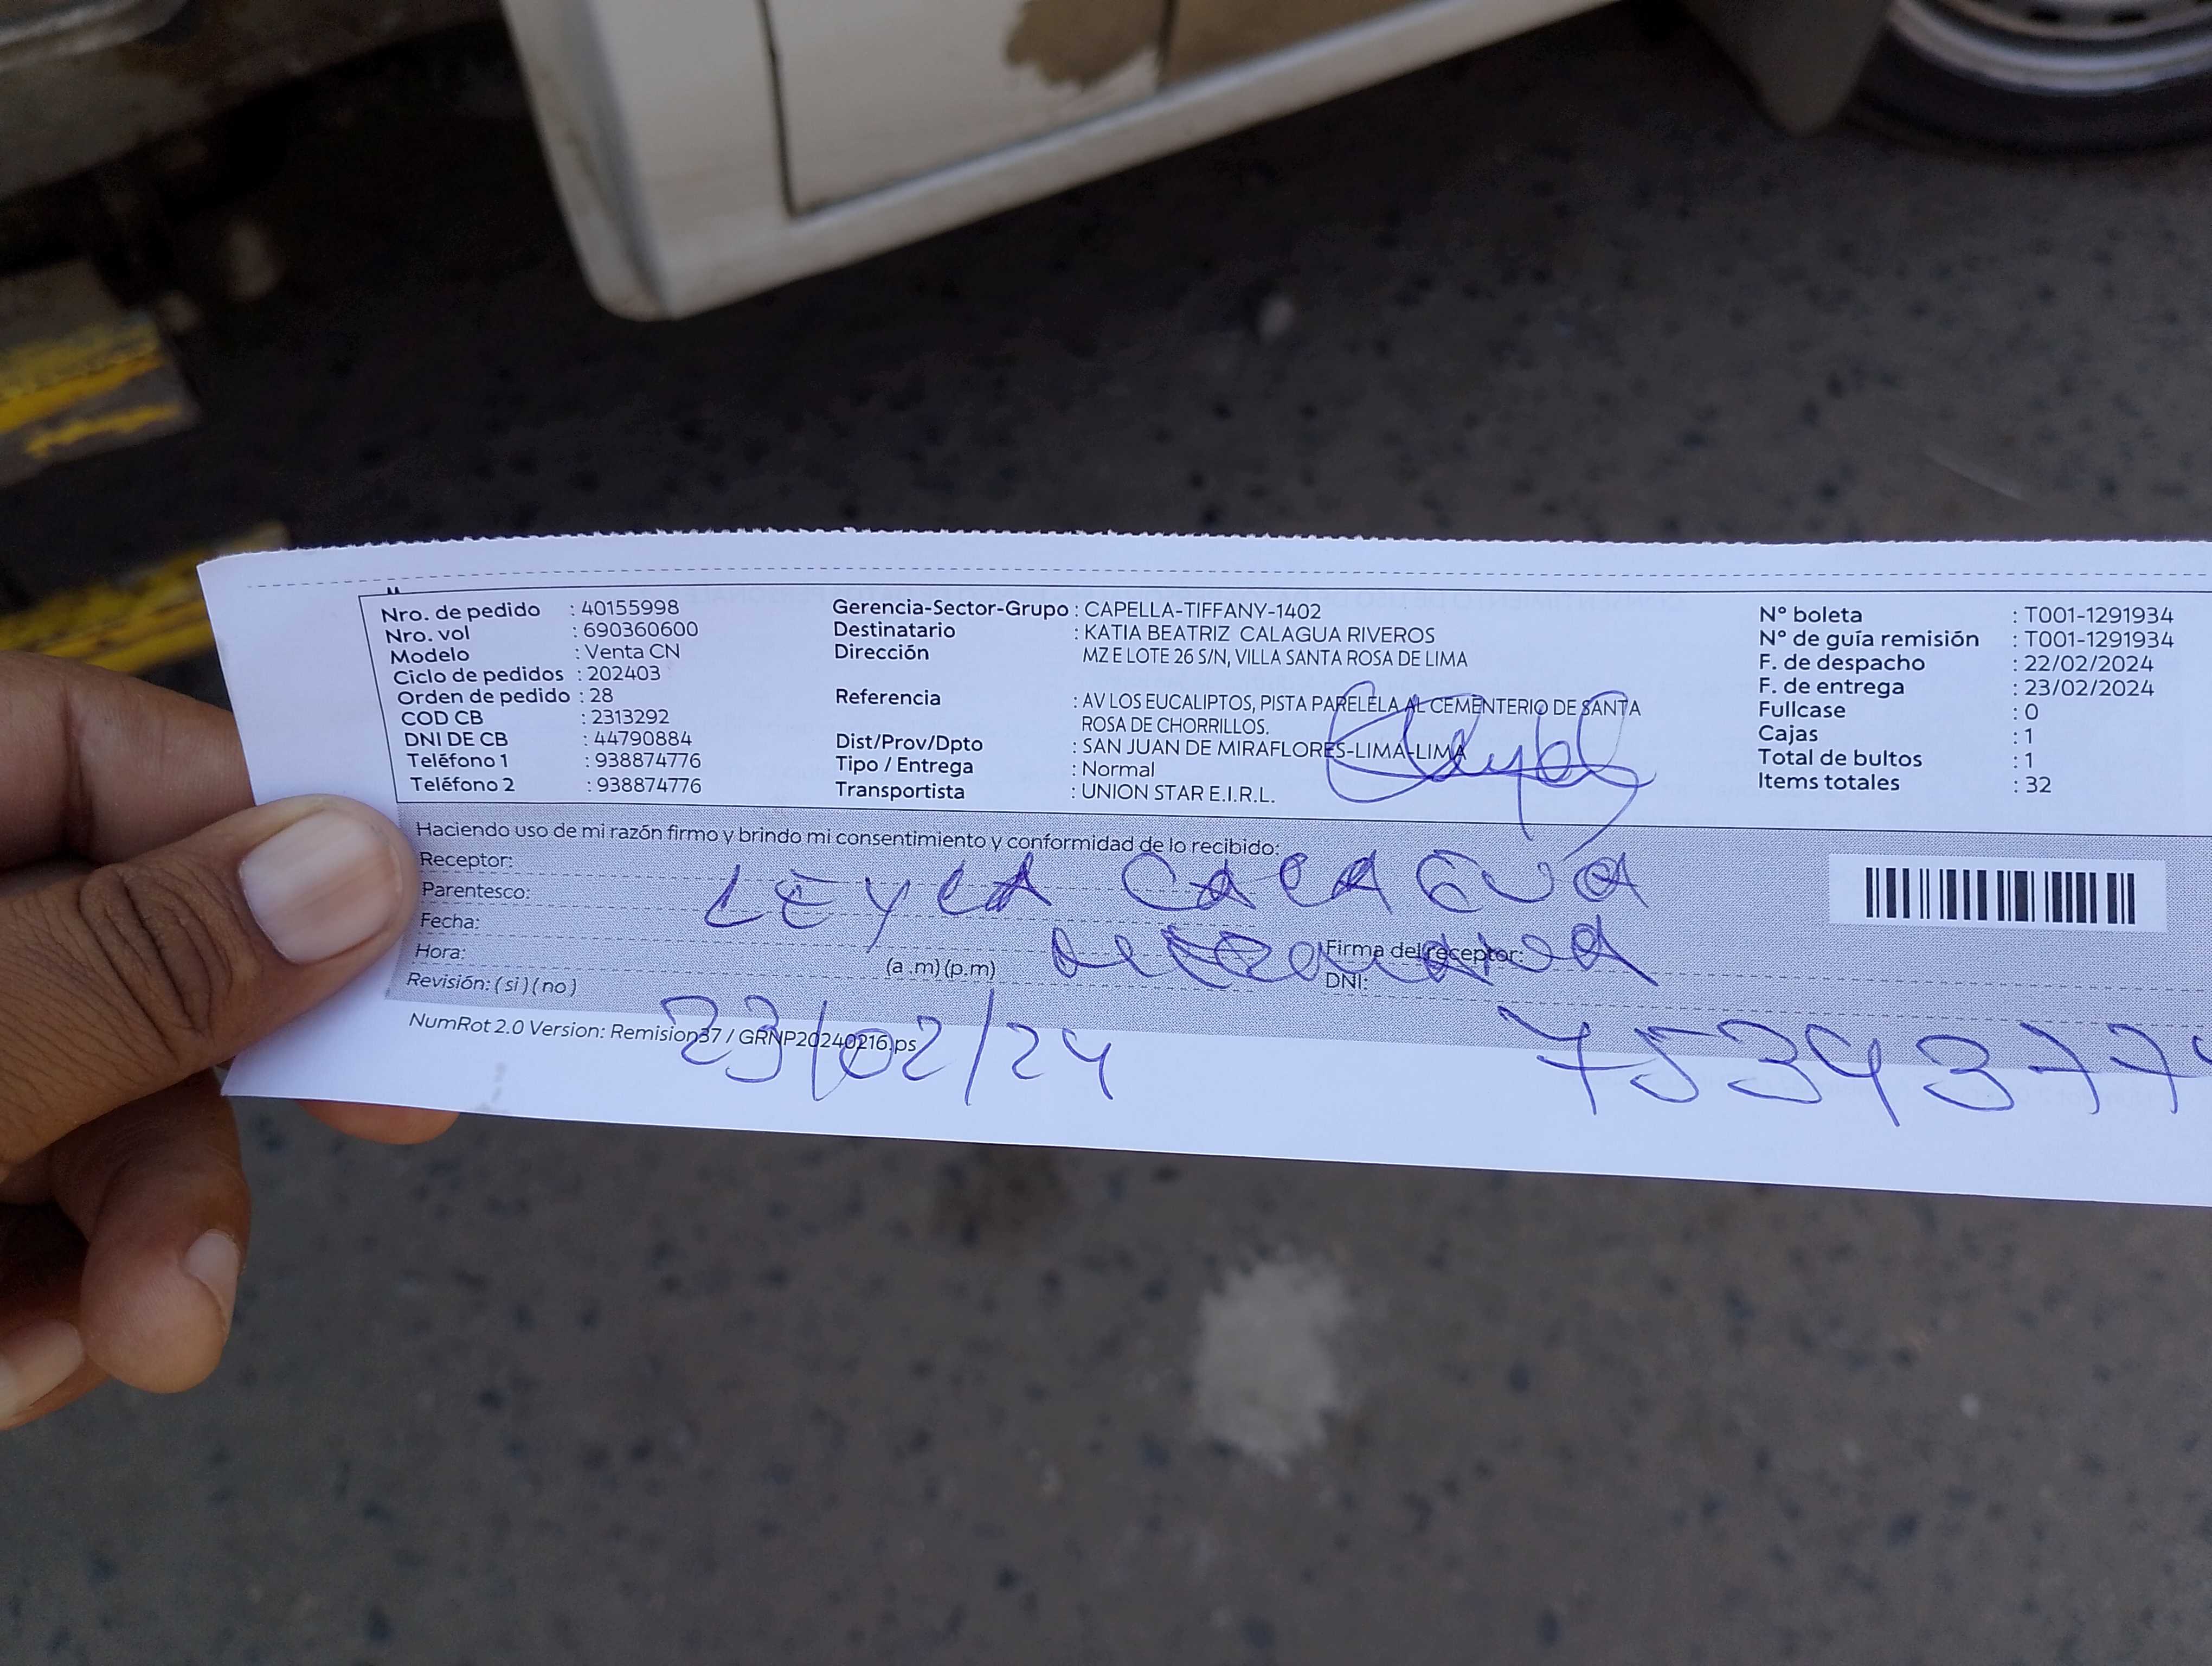 Nro. de pedido : 40155998
Nro. vol : 690360600
Modelo : Venta CN
Ciclo de pedidos : 202403
Orden de pedido : 28
COD CB : 2313292
DNI DE CB : 44790884
Teléfono 1 : 938874776
Teléfono 2 : 938874776
Gerencia-Sector-Grupo : CAPELLA-TIFFANY-1402
Destinatario : KATIA BEATRIZ CALAGUA RIVEROS
Dirección MZ E LOTE 26 S/N, VILLA SANTA ROSA DE LIMA
Referencia : AV LOS EUCALIPTOS, PISTA PARELELA AL CEMENTERIO DE SANTA
ROSA DE CHORRILLOS.
Dist/Prov/Dpto : SAN JUAN DE MIRAFLORES-LIMA-LIMA
Tipo / Entrega : Normal
Transportista : UNION STAR E.I.R.L.
N° boleta : T001-1291934
N° de guía remisión : T001-1291934
F. de despacho : 22/02/2024
F. de entrega : 23/02/2024
Fullcase : 0
Cajas : 1
Total de bultos : 1
Items totales : 32
Haciendo uso de mi razón firmo y brindo mi consentimiento y conformidad de lo recibido:
Receptor:
LEYLA CALAGUA
Parentesco:
Fecha:
Hora: (a .m) (p.m)
Firma del receptor:
DNI:
Revisión: ( si ) ( no )
23/02/24
7534377
NumRot 2.0 Version: Remision37 / GRNP20240216.ps